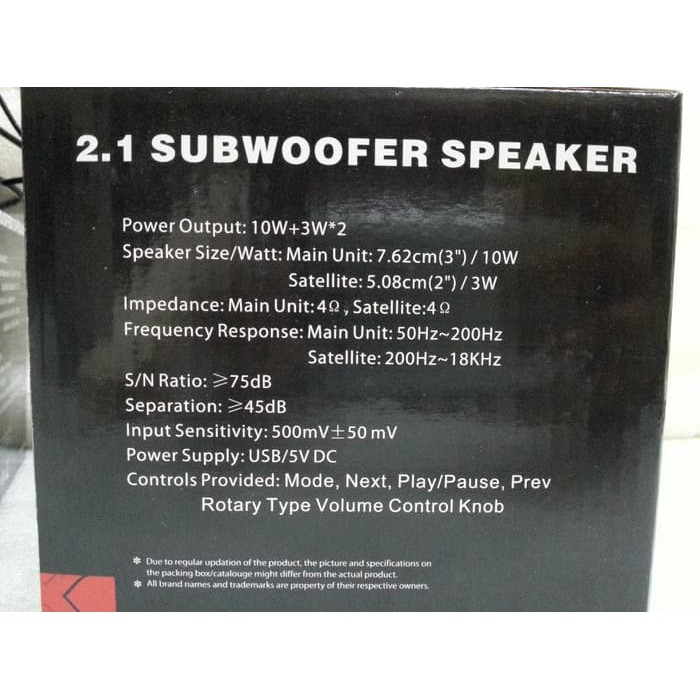 2.1 SUBWOOFER SPEAKER
Power Output: 10W+3W*2
Speaker Size/Watt: Main Unit: 7.62cm(3") / 10W
Satellite: 5.08cm(2") / 3W
Impedance: Main Unit: 4Ω , Satellite:4Ω
Frequency Response: Main Unit: 50Hz~200Hz
Satellite: 200Hz~18KHz
S/N Ratio: ≥75dB
Separation: ≥45dB
Input Sensitivity: 500mV±50 mV
Power Supply: USB/5V DC
Controls Provided: Mode, Next, Play/Pause, Prev
Rotary Type Volume Control Knob
* Due to regular updation of the product, the picture and specifications on
the packing box/catalouge might differ from the actual product.
* All brand names and trademarks are property of their respective owners.